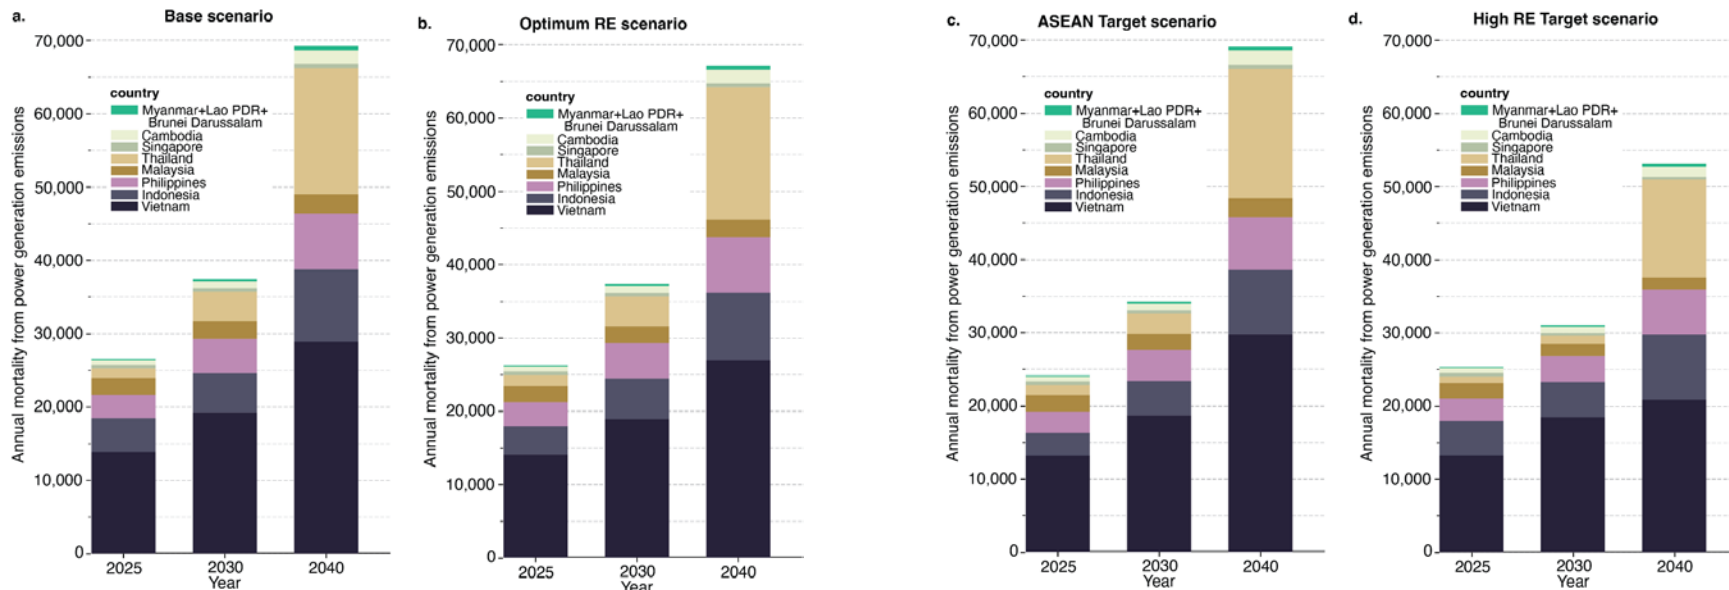 a.
Base scenario
Annual mortality from power generation emissions
70,000
60,000
50,000
40,000
30,000
20,000
10,000
0
country
Myanmar+Lao PDR+
Brunei Darussalam
Cambodia
Singapore
Thailand
Malaysia
Philippines
Indonesia
Vietnam
2025
2030
2040
Year
b.
Optimum RE scenario
Annual mortality from power generation emissions
70,000
60,000
50,000
40,000
30,000
20,000
10,000
0
country
Myanmar+Lao PDR+
Brunei Darussalam
Cambodia
Singapore
Thailand
Malaysia
Philippines
Indonesia
Vietnam
2025
2030
2040
Year
c.
ASEAN Target scenario
Annual mortality from power generation emissions
70,000
60,000
50,000
40,000
30,000
20,000
10,000
0
country
Myanmar+Lao PDR+
Brunei Darussalam
Cambodia
Singapore
Thailand
Malaysia
Philippines
Indonesia
Vietnam
2025
2030
2040
Year
d.
High RE Target scenario
Annual mortality from power generation emissions
70,000
60,000
50,000
40,000
30,000
20,000
10,000
0
country
Myanmar+Lao PDR+
Brunei Darussalam
Cambodia
Singapore
Thailand
Malaysia
Philippines
Indonesia
Vietnam
2025
2030
2040
Year